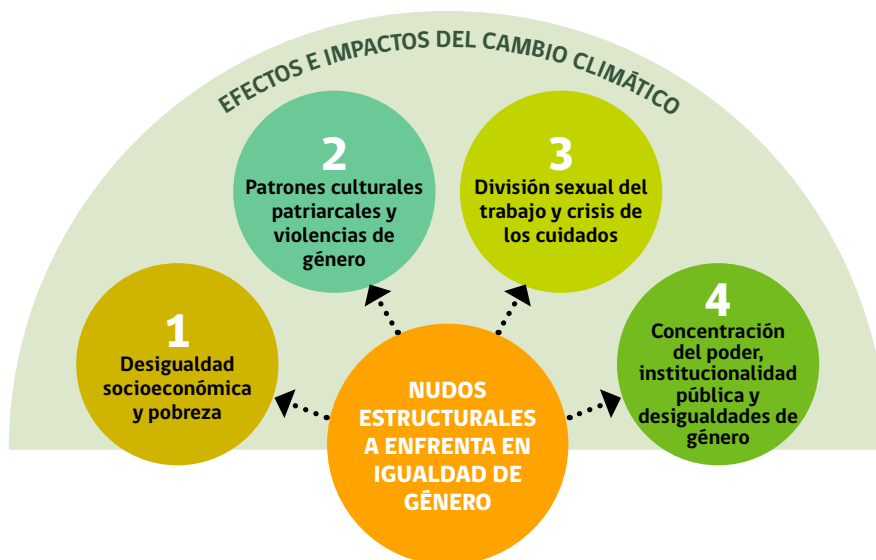 EFECTOS E IMPACTOS DEL CAMBIO CLIMÁTICO
1
Desigualdad
socioeconómica
y pobreza
2
Patrones culturales
patriarcales y
violencias de
género
3
División sexual del
trabajo y crisis de
los cuidados
4
Concentración
del poder,
institucionalidad
pública y
desigualdades de
género
NUDOS
ESTRUCTURALES
A ENFRENTA EN
IGUALDAD DE
GÉNERO